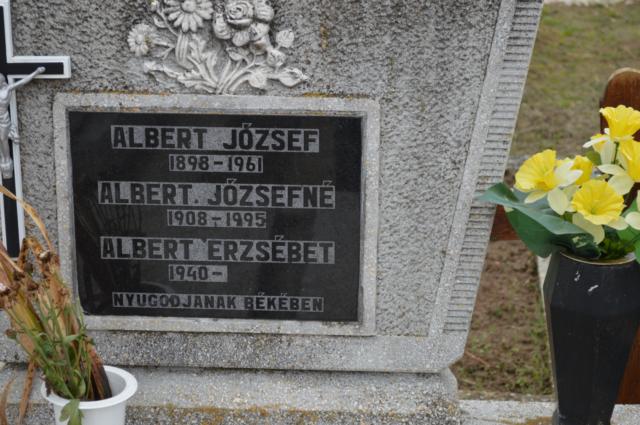 ALBERT JÓZSEF
1898-1961
ALBERT. JÓZSEFNÉ
1908-1995
ALBERT ERZSÉBET
1940-
NYUGODJANAK BÉKÉBEN